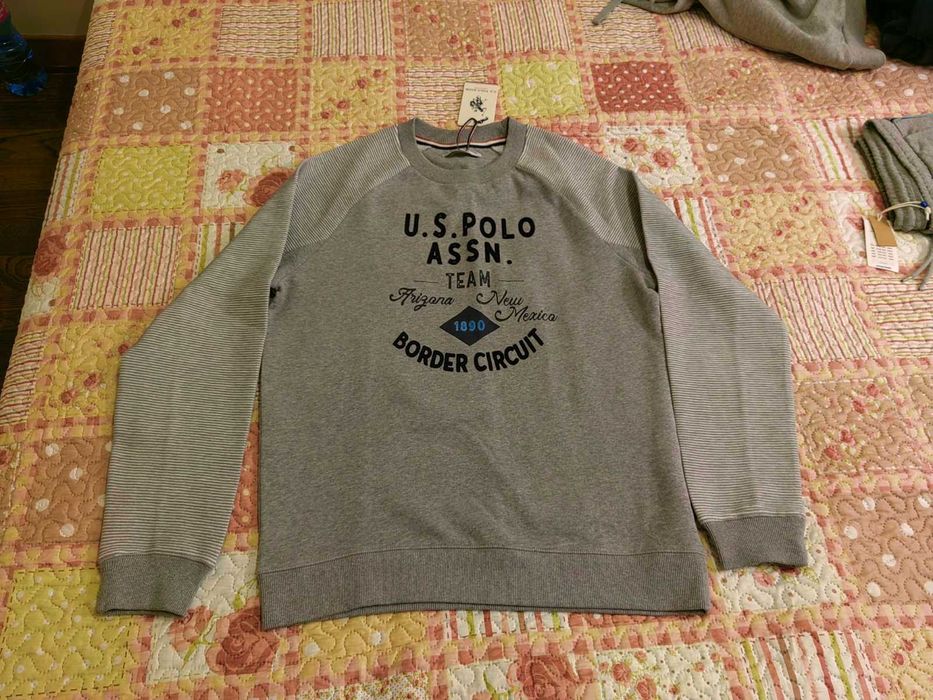 U.S. POLO
ASSN.
TEAM
Arizona New
Mexico
1890
BORDER CIRCUIT